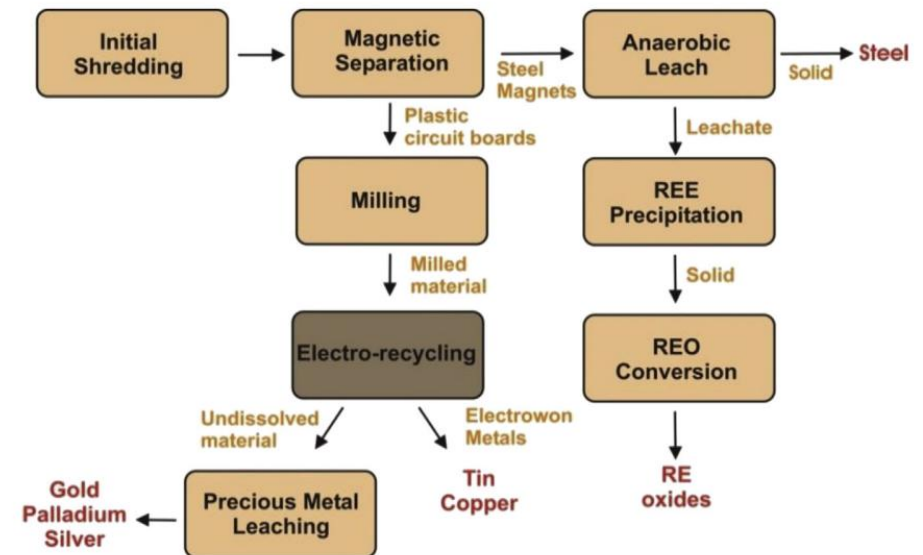 Initial
Shredding
Magnetic
Separation
Steel
Magnets
Anaerobic
Leach
Solid
Steel
Plastic
circuit boards
Leachate
Milling
REE
Precipitation
Milled
material
Solid
Electro-recycling
REO
Conversion
Undissolved
material
Electrowon
Metals
Gold
Palladium
Silver
Precious Metal
Leaching
Tin
Copper
RE
oxides